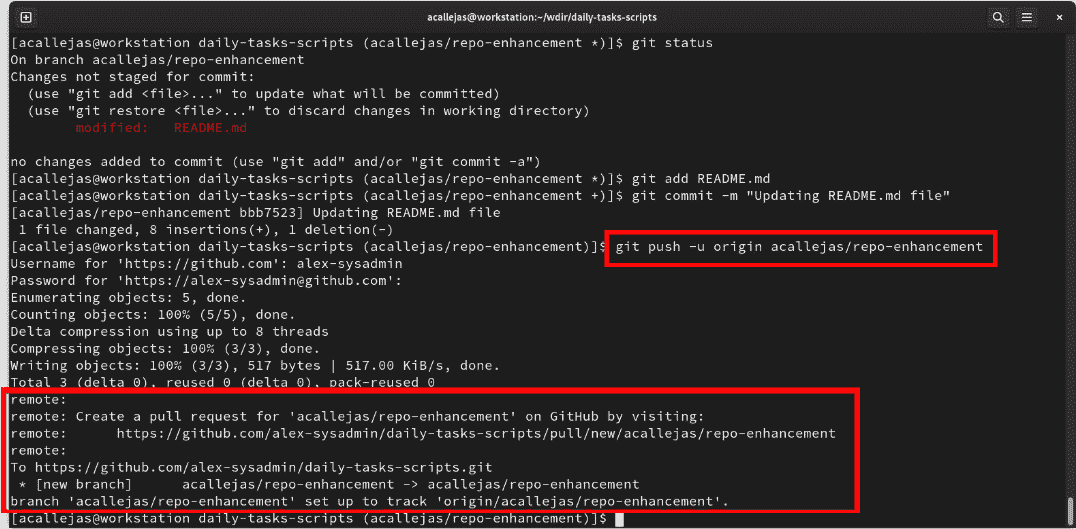 acallejas@workstation:~/wdir/daily-tasks-scripts
[acallejas@workstation daily-tasks-scripts (acallejas/repo-enhancement *)]$ git status
On branch acallejas/repo-enhancement
Changes not staged for commit:
  (use "git add <file>..." to update what will be committed)
  (use "git restore <file>..." to discard changes in working directory)
        modified:   README.md

no changes added to commit (use "git add" and/or "git commit -a")
[acallejas@workstation daily-tasks-scripts (acallejas/repo-enhancement *)]$ git add README.md
[acallejas@workstation daily-tasks-scripts (acallejas/repo-enhancement +)]$ git commit -m "Updating README.md file"
[acallejas/repo-enhancement bbb7523] Updating README.md file
 1 file changed, 8 insertions(+), 1 deletion(-)
[acallejas@workstation daily-tasks-scripts (acallejas/repo-enhancement)]$ git push -u origin acallejas/repo-enhancement
Username for 'https://github.com': alex-sysadmin
Password for 'https://alex-sysadmin@github.com':
Enumerating objects: 5, done.
Counting objects: 100% (5/5), done.
Delta compression using up to 8 threads
Compressing objects: 100% (3/3), done.
Writing objects: 100% (3/3), 517 bytes | 517.00 KiB/s, done.
Total 3 (delta 0), reused 0 (delta 0), pack-reused 0
remote:
remote: Create a pull request for 'acallejas/repo-enhancement' on GitHub by visiting:
remote:      https://github.com/alex-sysadmin/daily-tasks-scripts/pull/new/acallejas/repo-enhancement
remote:
To https://github.com/alex-sysadmin/daily-tasks-scripts.git
 * [new branch]      acallejas/repo-enhancement -> acallejas/repo-enhancement
branch 'acallejas/repo-enhancement' set up to track 'origin/acallejas/repo-enhancement'.
[acallejas@workstation daily-tasks-scripts (acallejas/repo-enhancement)]$